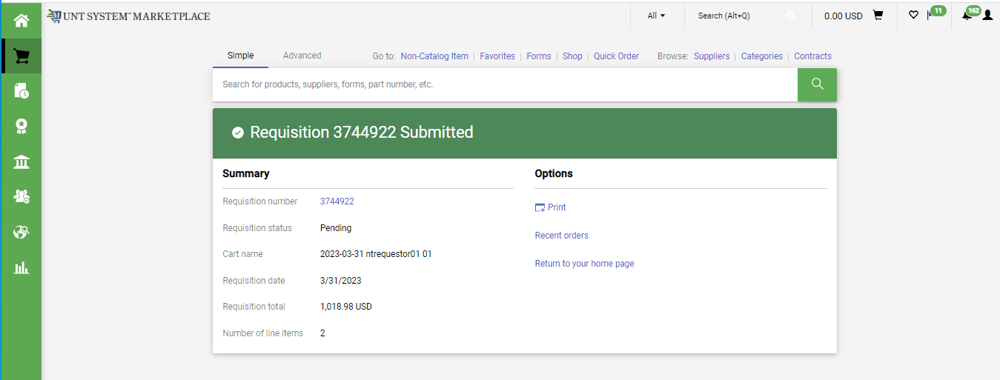 UNT SYSTEM™ MARKETPLACE
All Search (Alt+Q) 0.00 USD 11 162
Simple Advanced Go to: Non-Catalog Item | Favorites | Forms | Shop | Quick Order Browse: Suppliers | Categories | Contracts
Search for products, suppliers, forms, part number, etc.
Requisition 3744922 Submitted
Summary
Requisition number 3744922
Requisition status Pending
Cart name 2023-03-31 ntrequestor01 01
Requisition date 3/31/2023
Requisition total 1,018.98 USD
Number of line items 2
Options
Print
Recent orders
Return to your home page